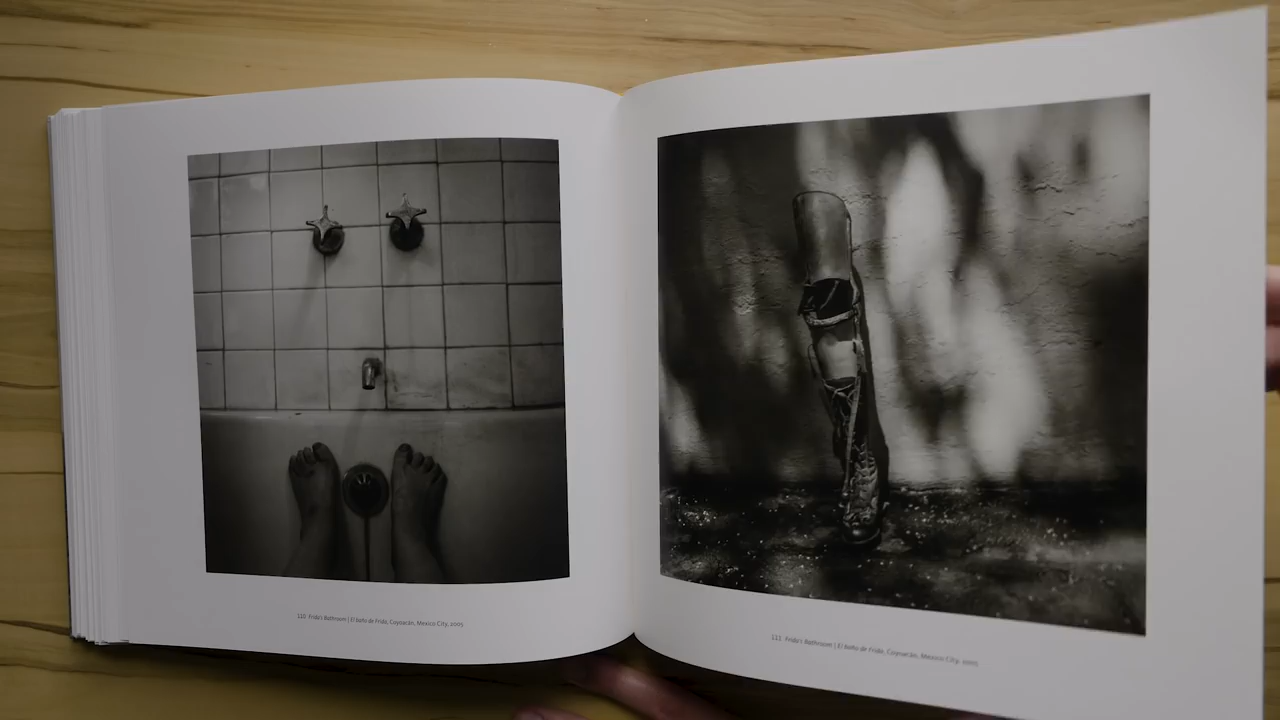 110 Frida's Bathroom | El baño de Frida, Coyoacán, Mexico City, 2005
111 Frida's Bathroom | El baño de Frida, Coyoacán, Mexico City, 2005